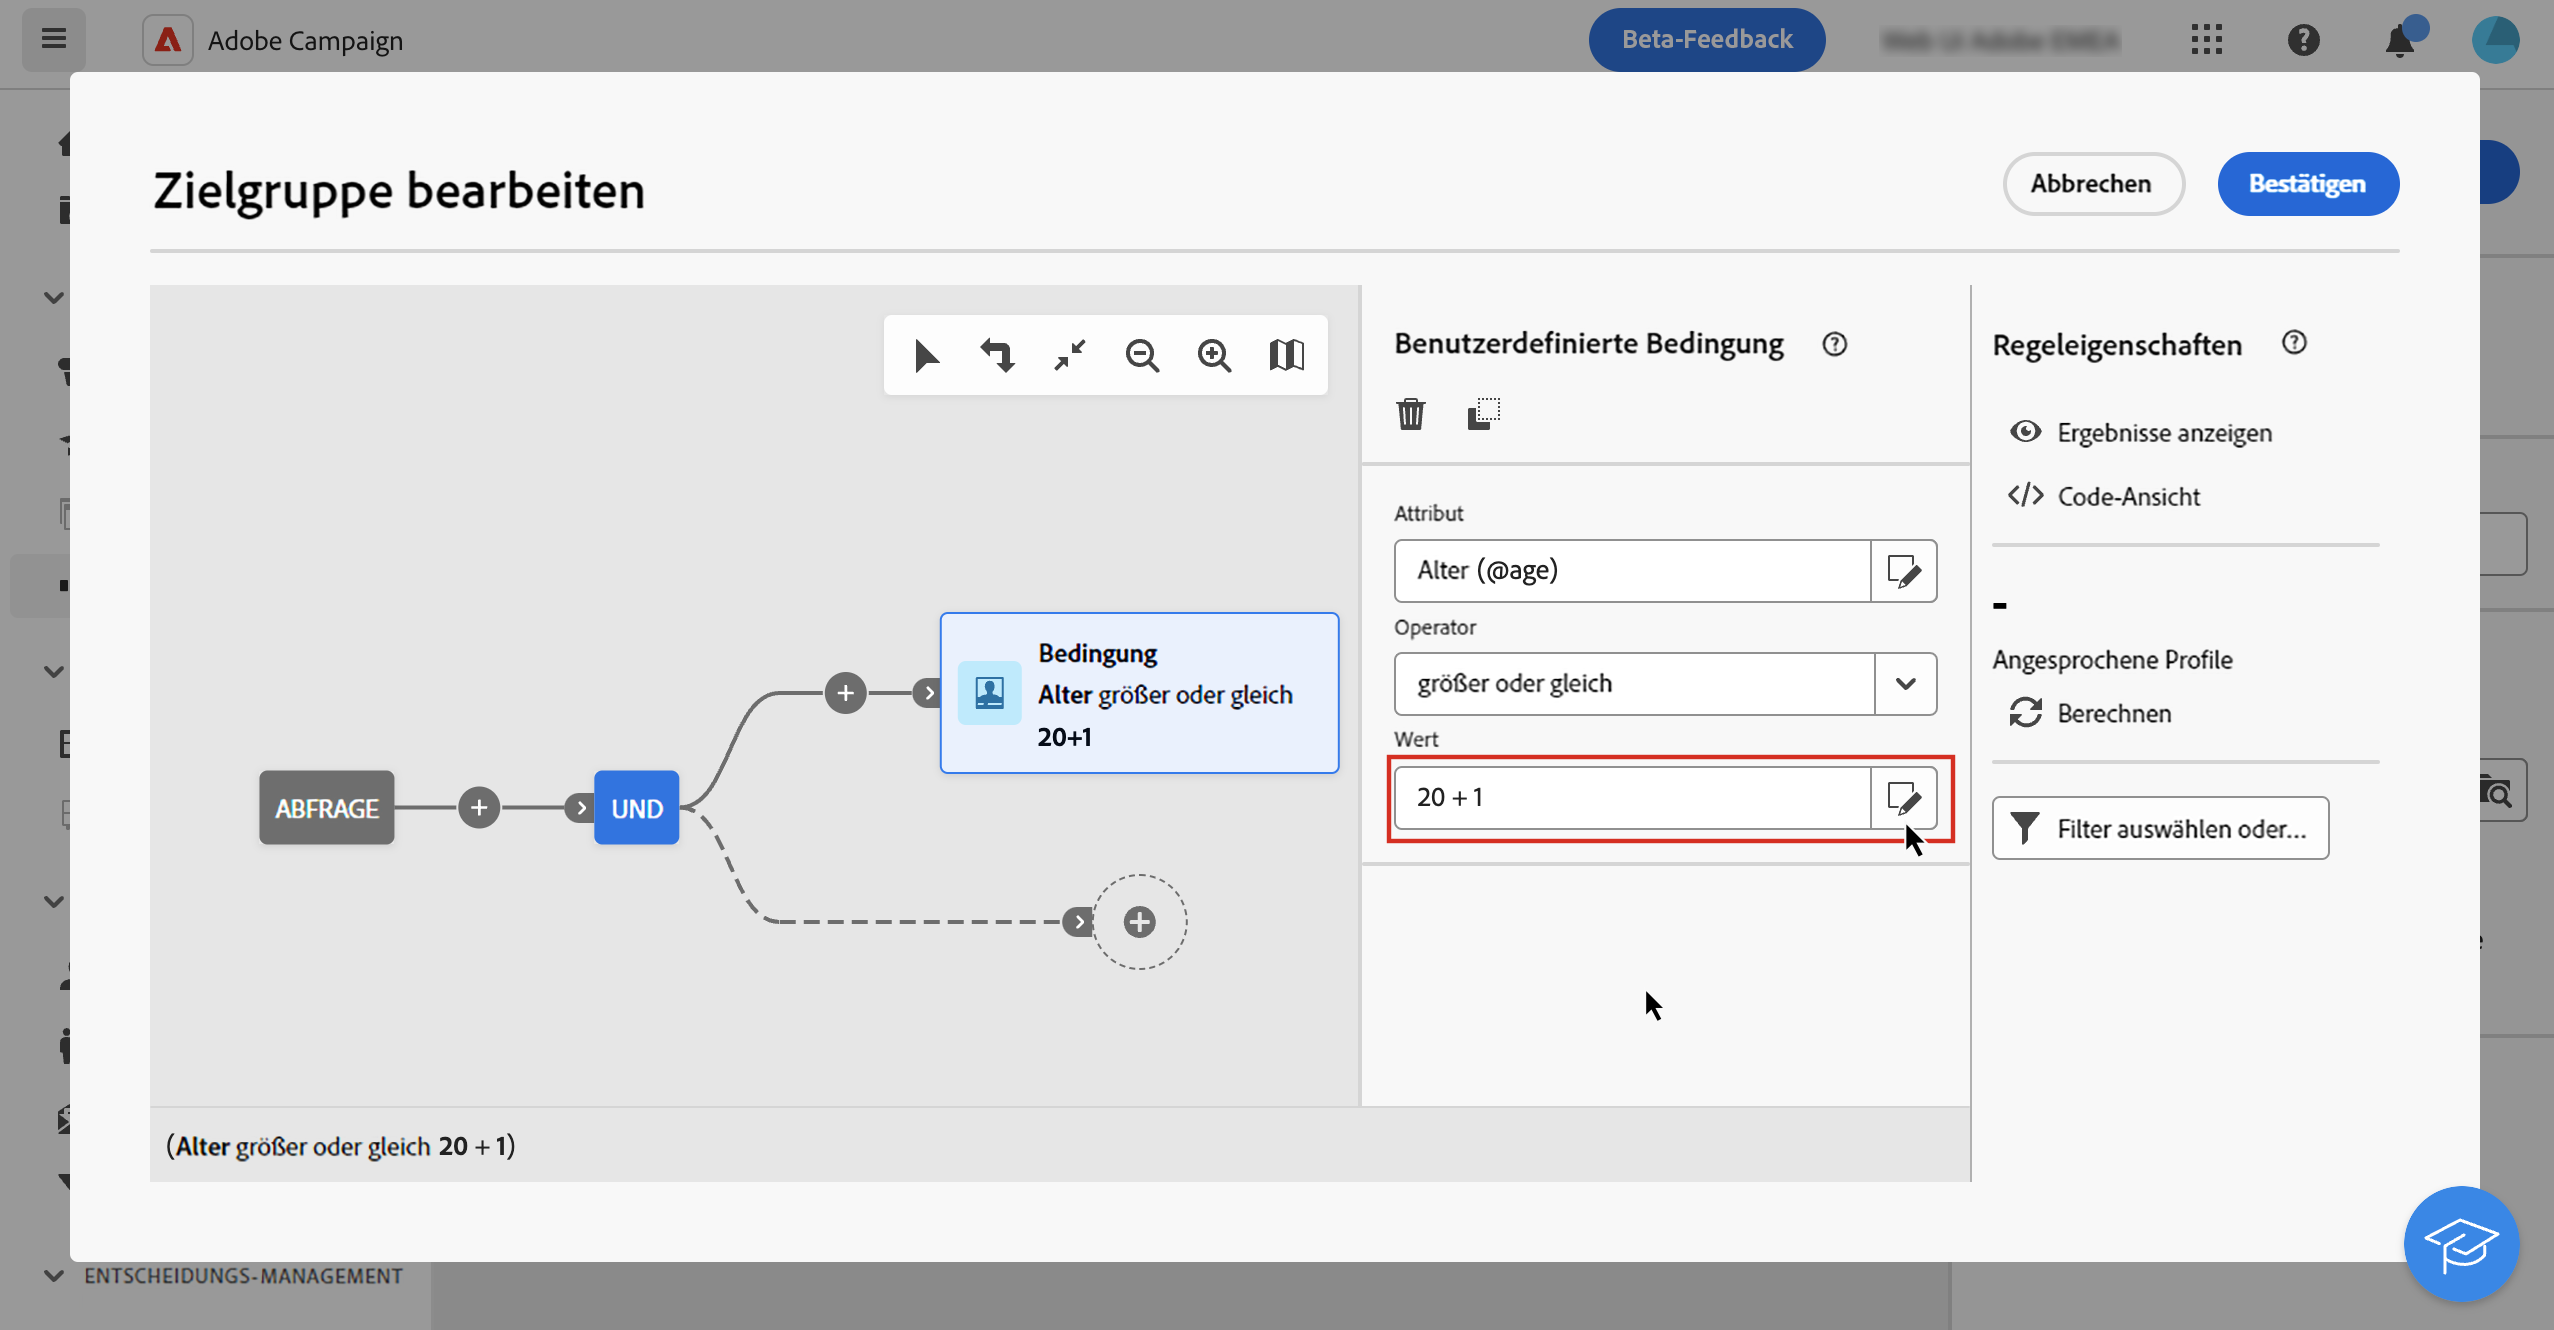 Adobe Campaign
Beta-Feedback
Zielgruppe bearbeiten
Abbrechen
Bestätigen
Benutzerdefinierte Bedingung
Attribut
Alter (@age)
Operator
größer oder gleich
Wert
20 + 1
Regeleigenschaften
Ergebnisse anzeigen
</> Code-Ansicht
-
Angesprochene Profile
Berechnen
Filter auswählen oder...
Bedingung
Alter größer oder gleich
20+1
ABFRAGE
UND
(Alter größer oder gleich 20 + 1)
ENTSCHEIDUNGS-MANAGEMENT